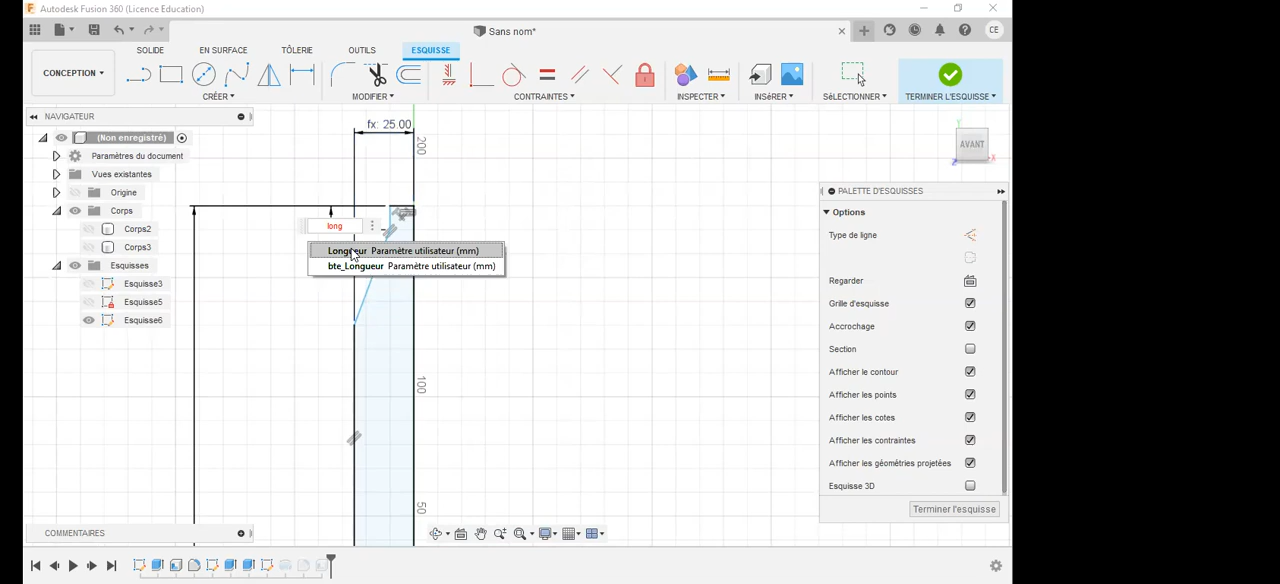 Autodesk Fusion 360 (Licence Education)
Sans nom*
CE
SOLIDE
EN SURFACE
TÔLERIE
OUTILS
ESQUISSE
CONCEPTION
CRÉER
MODIFIER
CONTRAINTES
INSPECTER
INSÉRER
SÉLECTIONNER
TERMINER L'ESQUISSE
NAVIGATEUR
(Non enregistré)
Paramètres du document
Vues existantes
Origine
Corps
Corps2
Corps3
Esquisses
Esquisse3
Esquisse5
Esquisse6
fx: 25.00
200
long
Longueur Paramètre utilisateur (mm)
bte_Longueur Paramètre utilisateur (mm)
100
50
Y
AVANT
X
Z
PALETTE D'ESQUISSES
Options
Type de ligne
Regarder
Grille d'esquisse
Accrochage
Section
Afficher le contour
Afficher les points
Afficher les cotes
Afficher les contraintes
Afficher les géométries projetées
Esquisse 3D
Terminer l'esquisse
COMMENTAIRES